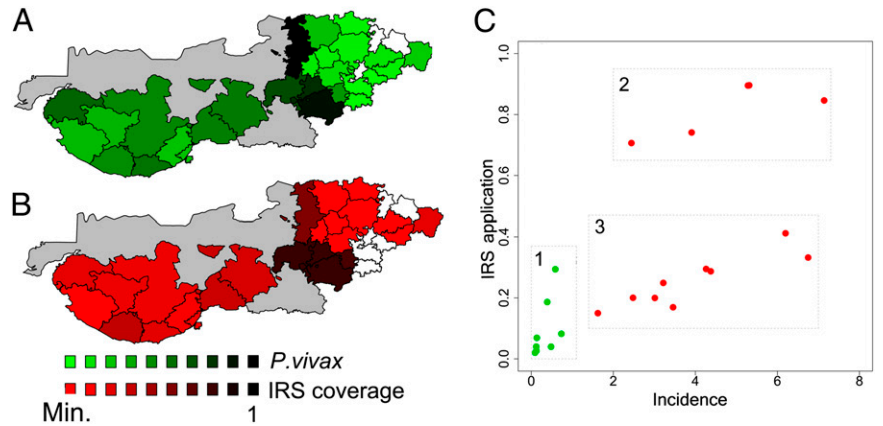 A
B
P.vivax
IRS coverage
Min. 1
C
IRS application
1.0
0.8
0.6
0.4
0.2
0.0
2
3
1
0 2 4 6 8
Incidence